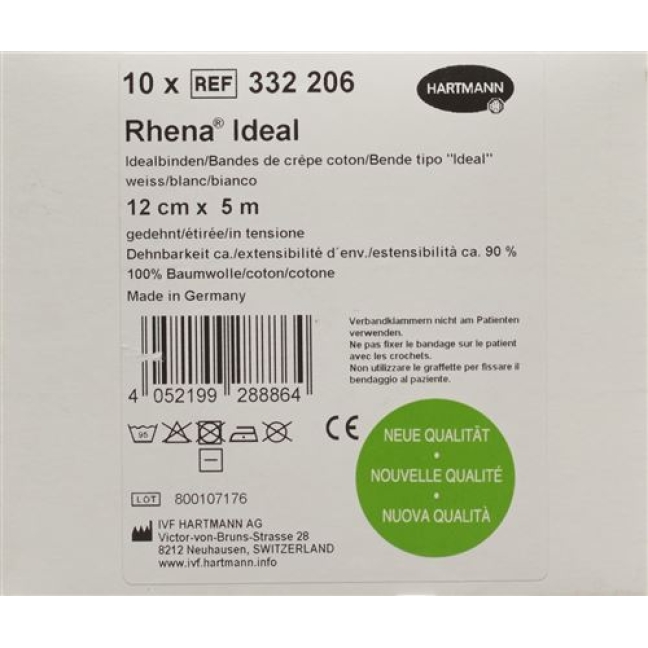 10 x REF 332 206
HARTMANN
Rhena® Ideal
Idealbinden/Bandes de crêpe coton/Bende tipo "Ideal"
weiss/blanc/bianco
12 cm x 5 m
gedehnt/étirée/in tensione
Dehnbarkeit ca./extensibilité d´env./estensibilità ca. 90 %
100% Baumwolle/coton/cotone
Made in Germany
Verbandklammern nicht am Patienten
verwenden.
Ne pas fixer le bandage sur le patient
avec les crochets.
Non utilizzare le graffette per fissare il
bendaggio al paziente.
4 052199 288864
95
CE
NEUE QUALITÄT
•
NOUVELLE QUALITÉ
•
NUOVA QUALITÀ
LOT 800107176
IVF HARTMANN AG
Victor-von-Bruns-Strasse 28
8212 Neuhausen, SWITZERLAND
www.ivf.hartmann.info